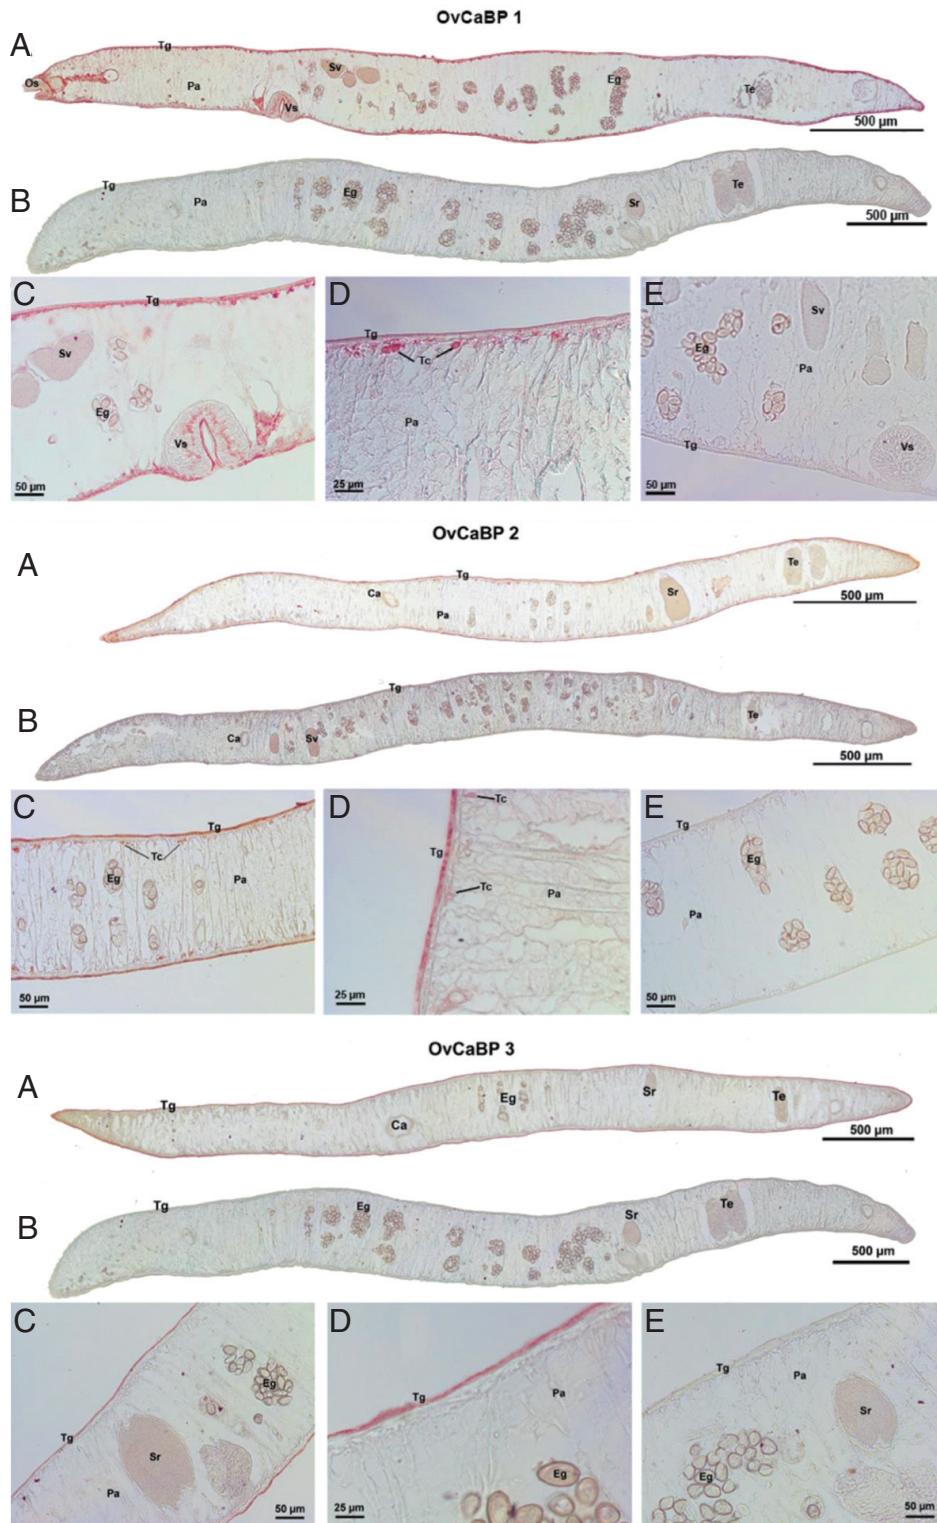 OvCaBP 1
A
Tg
Os
Pa
Sv
Vs
Eg
Te
500 µm
B
Tg
Pa
Eg
Sr
Te
500 µm
C
Tg
Sv
Eg
Vs
50 µm
D
Tg
Tc
Pa
25 µm
E
Sv
Eg
Pa
Tg
Vs
50 µm
OvCaBP 2
A
Tg
Ca
Pa
Sr
Te
500 µm
B
Tg
Ca
Sv
Te
500 µm
C
Tg
Tc
Eg
Pa
50 µm
D
Tc
Tg
Tc
Pa
25 µm
E
Tg
Eg
Pa
50 µm
OvCaBP 3
A
Tg
Ca
Eg
Sr
Te
500 µm
B
Tg
Eg
Sr
Te
500 µm
C
Eg
Tg
Sr
Pa
50 µm
D
Tg
Pa
Eg
25 µm
E
Tg
Pa
Sr
Eg
50 µm